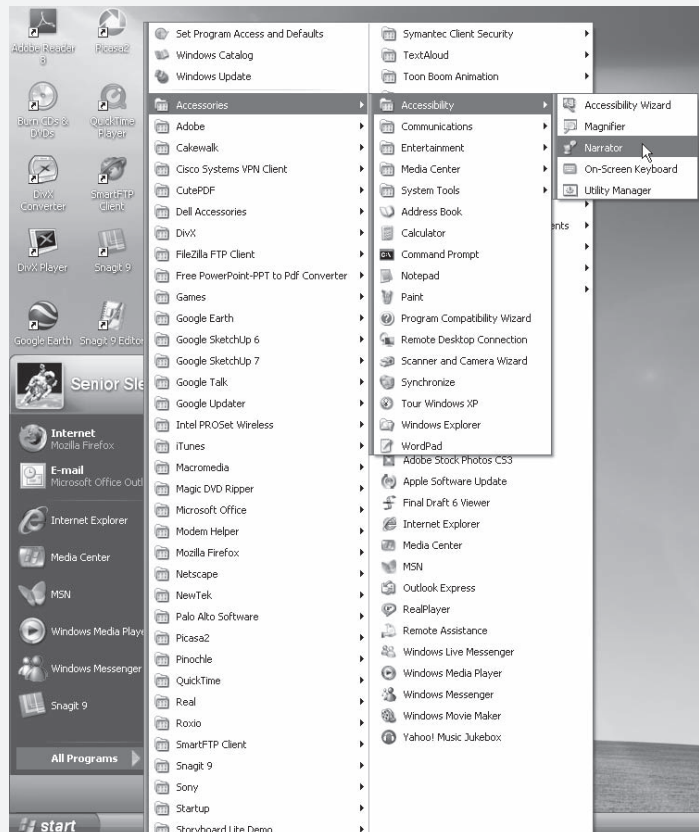 Adobe Reader
8
Picasa2
Burn CDs &
DVDs
QuickTime
Player
DivX
Converter
SmartFTP
Client
DivX Player
Snagit 9
Google Earth
Snagit 9 Editor
Senior Sle
Internet
Mozilla Firefox
E-mail
Microsoft Office Outl
Internet Explorer
Media Center
MSN
Windows Media Playe
Windows Messenger
Snagit 9
All Programs
start
Set Program Access and Defaults
Windows Catalog
Windows Update
Accessories
Adobe
Cakewalk
Cisco Systems VPN Client
CutePDF
Dell Accessories
DivX
FileZilla FTP Client
Free PowerPoint-PPT to Pdf Converter
Games
Google Earth
Google SketchUp 6
Google SketchUp 7
Google Talk
Google Updater
Intel PROSet Wireless
iTunes
Macromedia
Magic DVD Ripper
Microsoft Office
Modem Helper
Mozilla Firefox
Netscape
NewTek
Palo Alto Software
Picasa2
Pinochle
QuickTime
Real
Roxio
SmartFTP Client
Snagit 9
Sony
Startup
Storyboard Lite Demo
Symantec Client Security
TextAloud
Toon Boom Animation
Accessibility
Communications
Entertainment
Media Center
System Tools
Address Book
Calculator
Command Prompt
Notepad
Paint
Program Compatibility Wizard
Remote Desktop Connection
Scanner and Camera Wizard
Synchronize
Tour Windows XP
Windows Explorer
WordPad
Adobe Stock Photos CS3
Apple Software Update
Final Draft 6 Viewer
Internet Explorer
Media Center
MSN
Outlook Express
RealPlayer
Remote Assistance
Windows Live Messenger
Windows Media Player
Windows Messenger
Windows Movie Maker
Yahoo! Music Jukebox
Accessibility Wizard
Magnifier
Narrator
On-Screen Keyboard
Utility Manager
ents